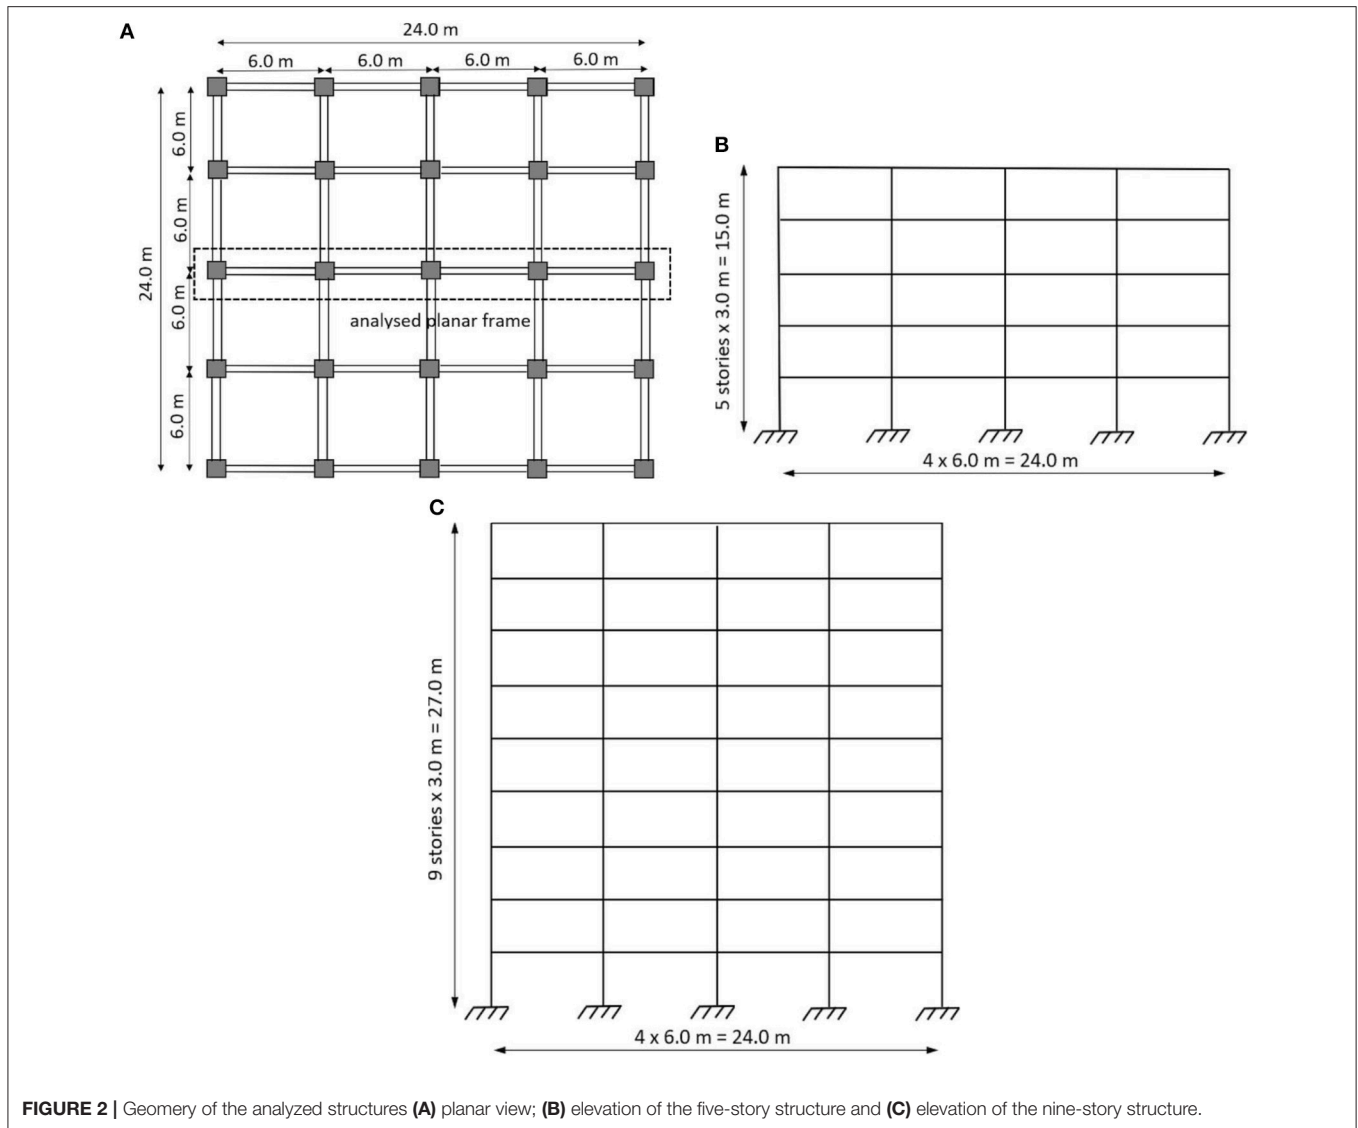 A
24.0 m
6.0 m
6.0 m
6.0 m
6.0 m
6.0 m
6.0 m
24.0 m
6.0 m
6.0 m
analysed planar frame
B
5 stories x 3.0 m = 15.0 m
4 x 6.0 m = 24.0 m
C
9 stories x 3.0 m = 27.0 m
4 x 6.0 m = 24.0 m
FIGURE 2 | Geomery of the analyzed structures (A) planar view; (B) elevation of the five-story structure and (C) elevation of the nine-story structure.